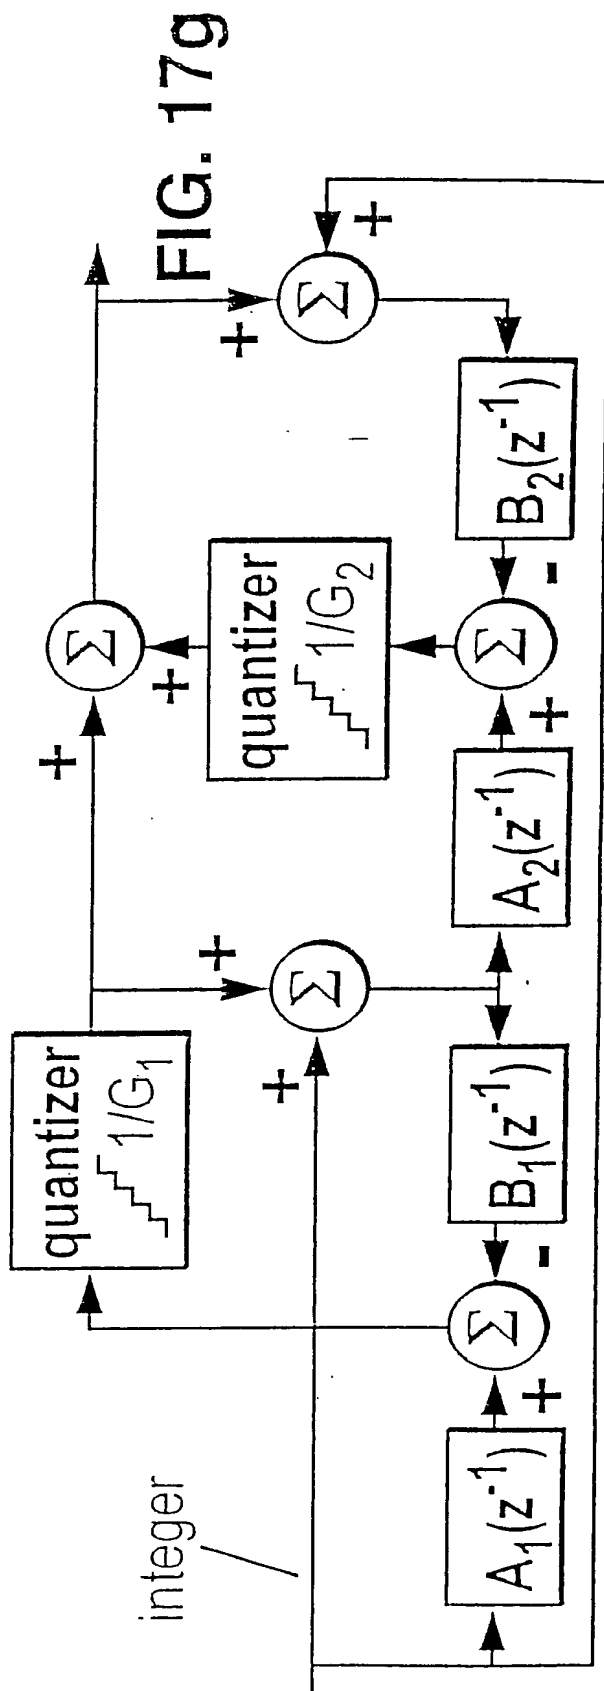 FIG. 17g
quantizer
1/G₁
quantizer
1/G₂
integer
+
+
+
+
+
+
Σ
Σ
Σ
Σ
Σ
+
-
+
-
A₁(z⁻¹)
B₁(z⁻¹)
A₂(z⁻¹)
B₂(z⁻¹)